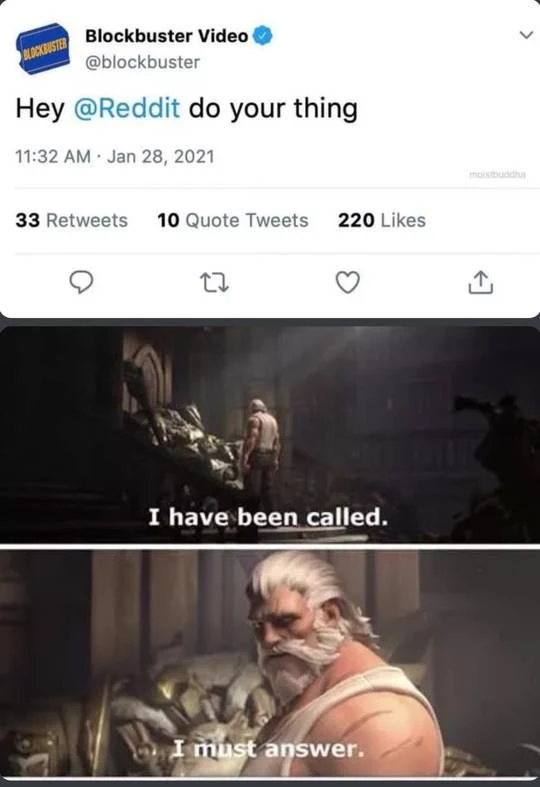 BLOCKBUSTER
Blockbuster Video
@blockbuster
Hey @Reddit do your thing
11:32 AM · Jan 28, 2021
moistbuddha
33 Retweets 10 Quote Tweets 220 Likes
I have been called.
I must answer.